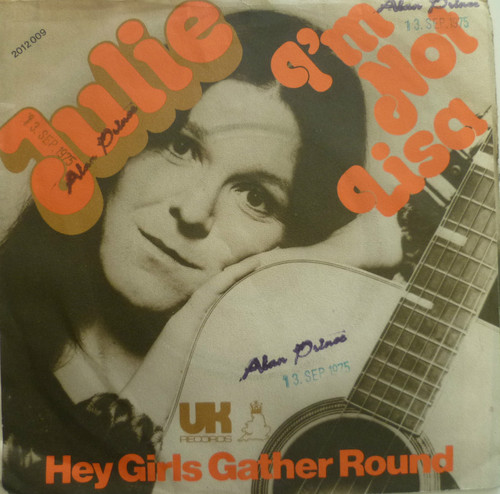 2012 009
Julie
I'm
Not
Lisa
Alan Prince
13. SEP 1975
13. SEP 1975
Alan Prince
Alan Prince
13. SEP 1975
UK
RECORDS
Hey Girls Gather Round